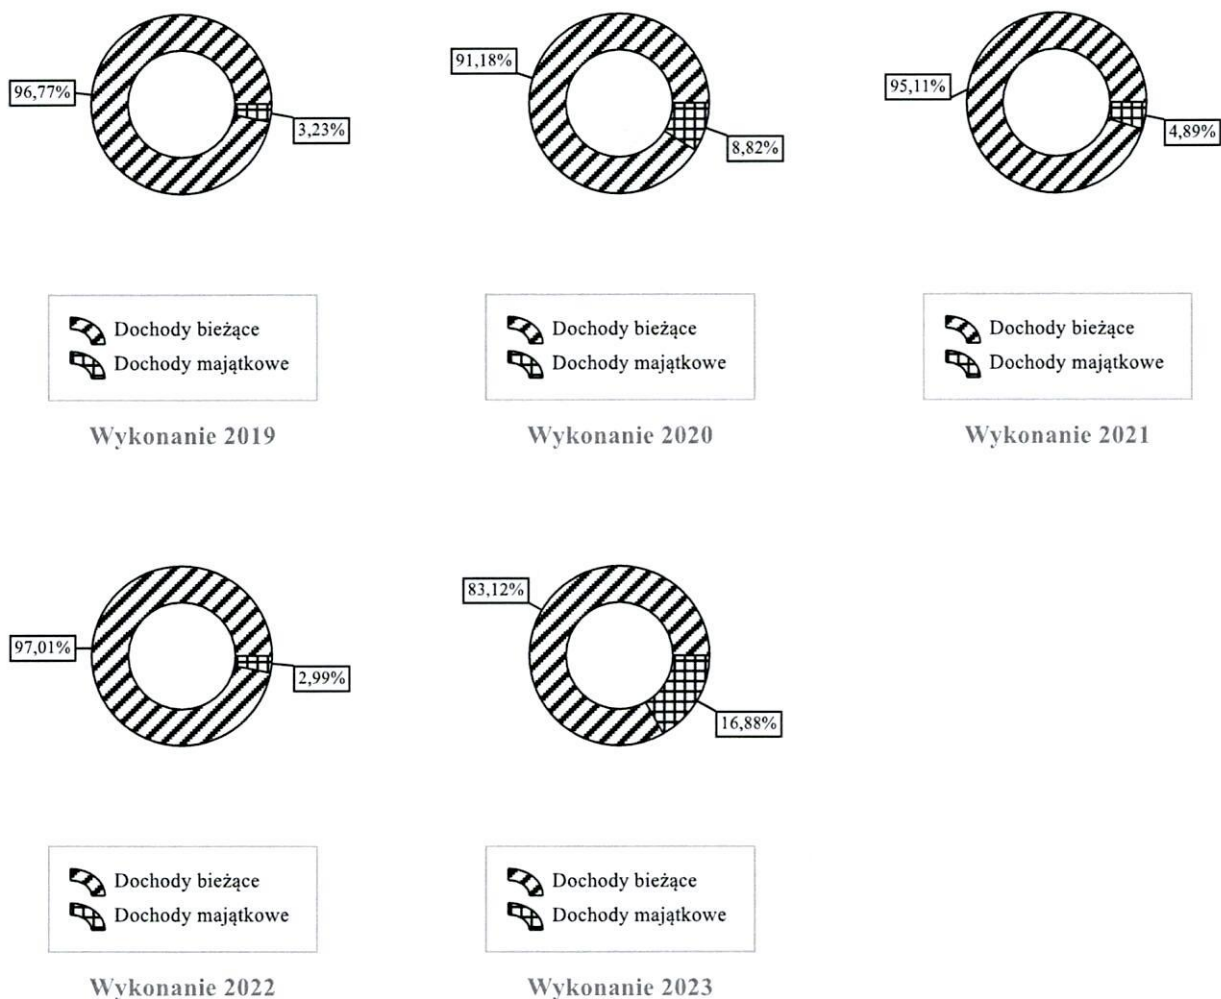 96,77%
3,23%
Dochody bieżące
Dochody majątkowe
Wykonanie 2019
91,18%
8,82%
Dochody bieżące
Dochody majątkowe
Wykonanie 2020
95,11%
4,89%
Dochody bieżące
Dochody majątkowe
Wykonanie 2021
97,01%
2,99%
Dochody bieżące
Dochody majątkowe
Wykonanie 2022
83,12%
16,88%
Dochody bieżące
Dochody majątkowe
Wykonanie 2023